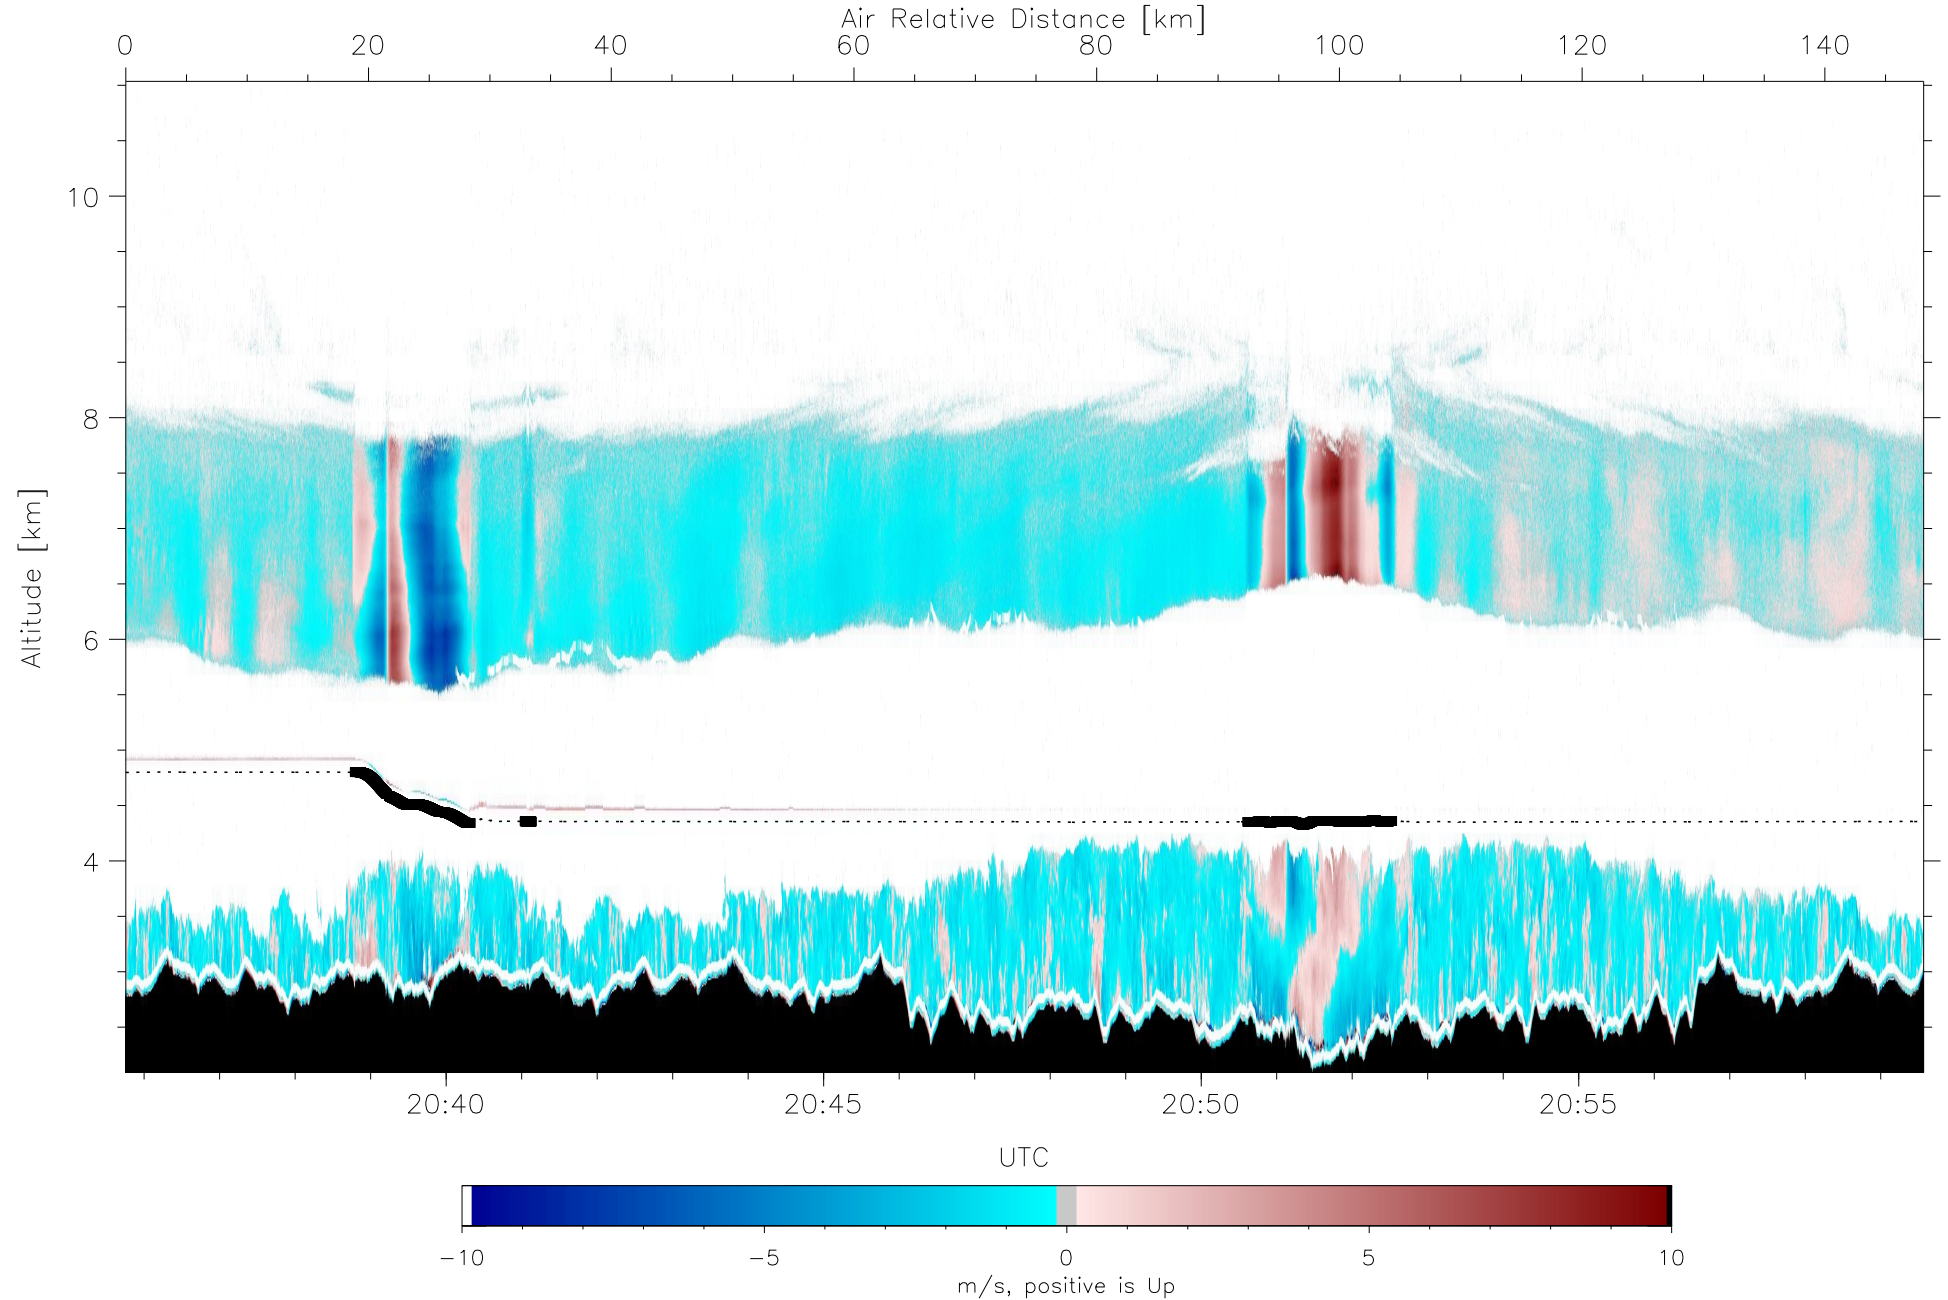 Air Relative Distance [km]
0 20 40 60 80 100 120 140
10
8
6
4
Altitude [km]
20:40 20:45 20:50 20:55
UTC
−10 −5 0 5 10
m/s, positive is Up